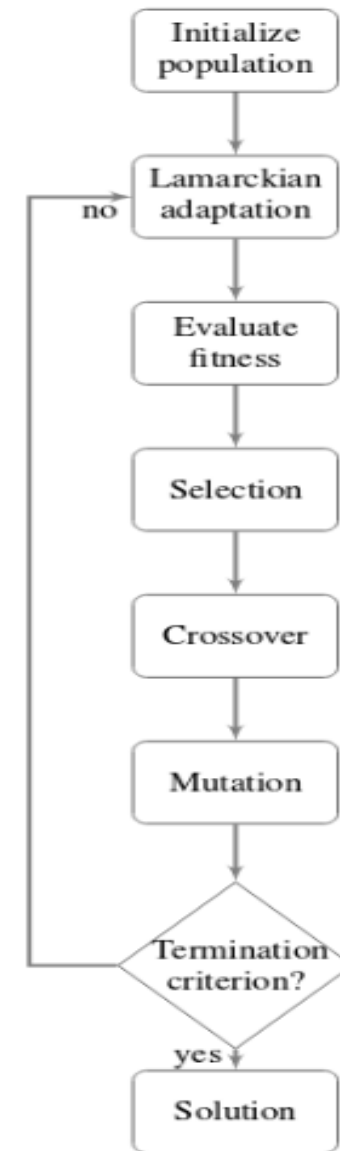 Initialize
population
Lamarckian
no
adaptation
Evaluate
fitness
Selection
Crossover
Mutation
Termination
criterion?
yes
Solution